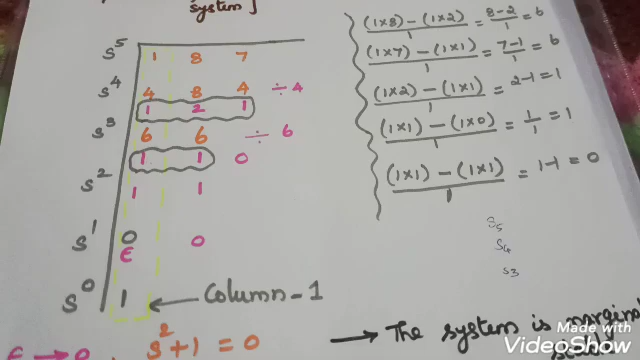 system ]
s⁵ 1 8 7
s⁴ 4 8 4 ÷ 4
1 2 1
s³ 6 6 ÷ 6
1 1 0
s² 1 1
s¹ 0 0
ϵ
s⁰ 1 ← Column-1
ϵ → 0 s² + 1 = 0
(1×8) − (1×2) / 1 = 8−2 / 1 = 6
(1×7) − (1×1) / 1 = 7−1 / 1 = 6
(1×2) − (1×1) / 1 = 2−1 = 1
(1×1) − (1×0) / 1 = 1/1 = 1
(1×1) − (1×1) / 1 = 1−1 = 0
S5
S4
S3
→ The system is
Made with
VideoShow